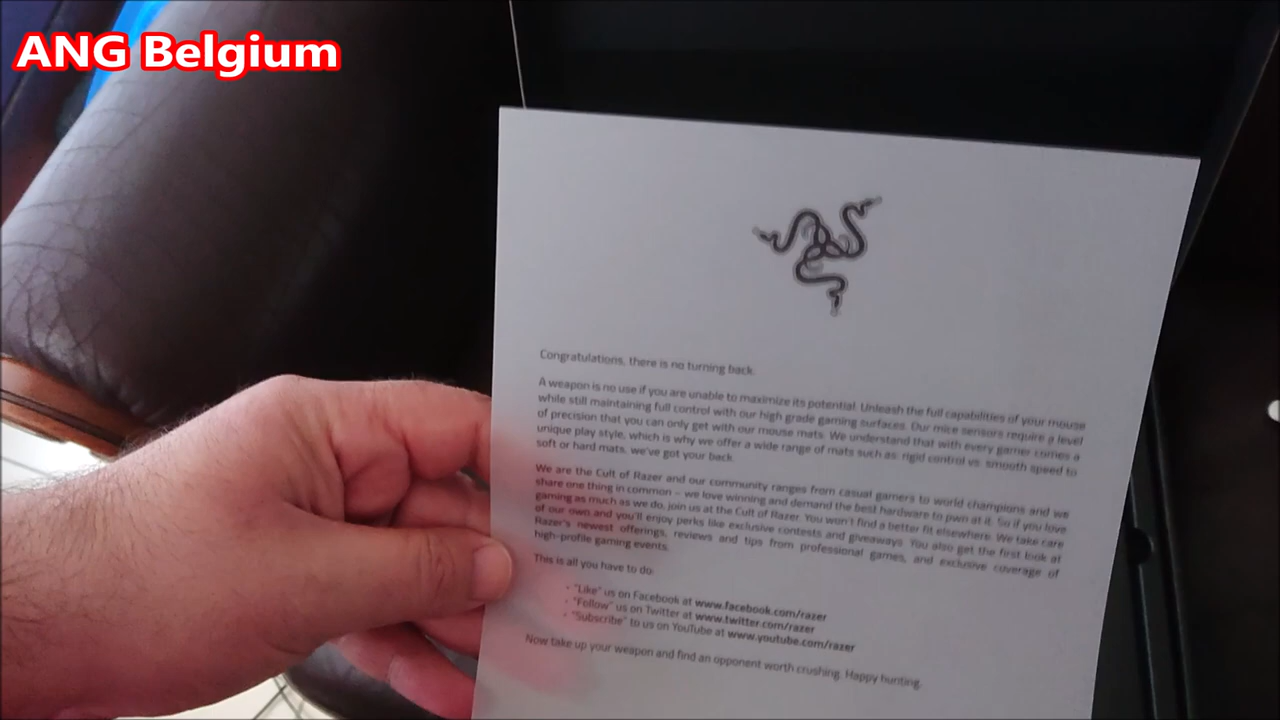 ANG Belgium
Congratulations, there is no turning back.
A weapon is no use if you are unable to maximize its potential. Unleash the full capabilities of your mouse
while still maintaining full control with our high grade gaming surfaces. Our mice sensors require a level
of precision that you can only get with our mouse mats. We understand that with every gamer comes a
unique play style, which is why we offer a wide range of mats such as: rigid control vs. smooth speed to
soft or hard mats, we've got your back.
We are the Cult of Razer and our community ranges from casual gamers to world champions and we
share one thing in common – we love winning and demand the best hardware to pwn at it. So if you love
gaming as much as we do, join us at the Cult of Razer. You won't find a better fit elsewhere. We take care
of our own and you'll enjoy perks like exclusive contests and giveaways. You also get the first look at
Razer's newest offerings, reviews and tips from professional games, and exclusive coverage of
high-profile gaming events.
This is all you have to do:
- "Like" us on Facebook at www.facebook.com/razer
- "Follow" us on Twitter at www.twitter.com/razer
- "Subscribe" to us on YouTube at www.youtube.com/razer
Now take up your weapon and find an opponent worth crushing. Happy hunting.